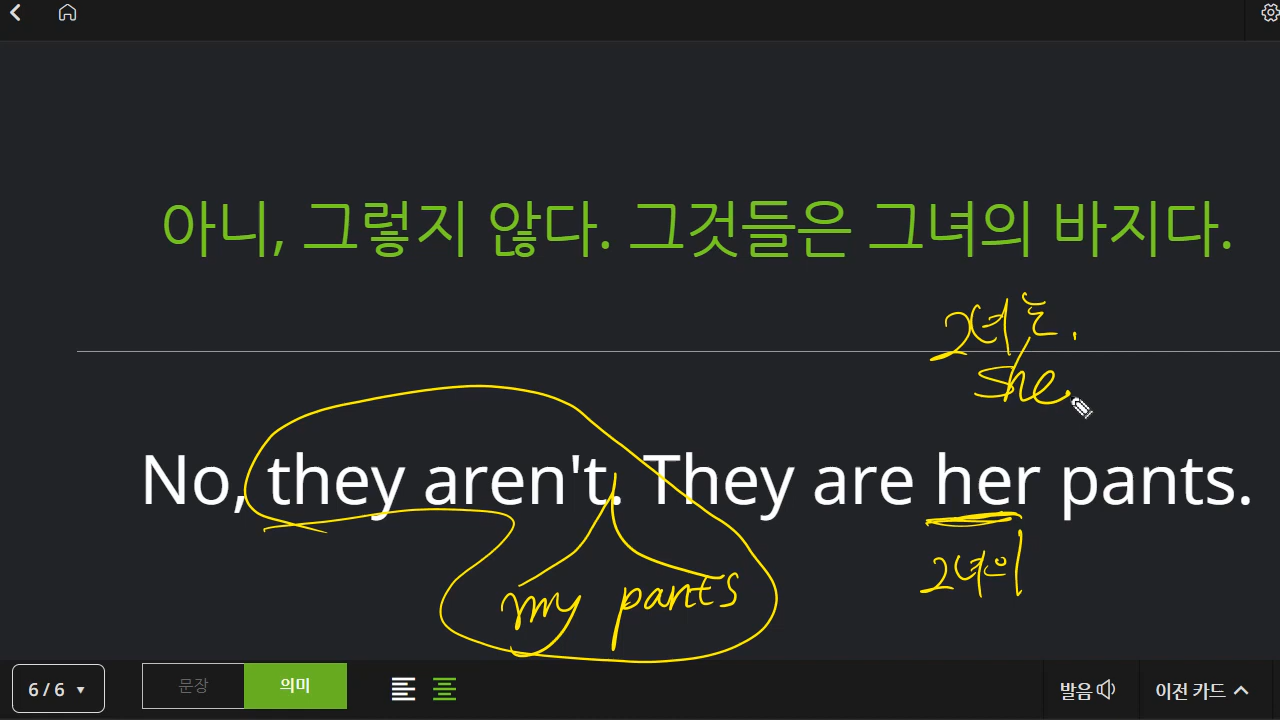 아니, 그렇지 않다. 그것들은 그녀의 바지다.
그녀는.
she.
No, they aren't. They are her pants.
my pants
그녀의
6 / 6
문장
의미
발음
이전 카드